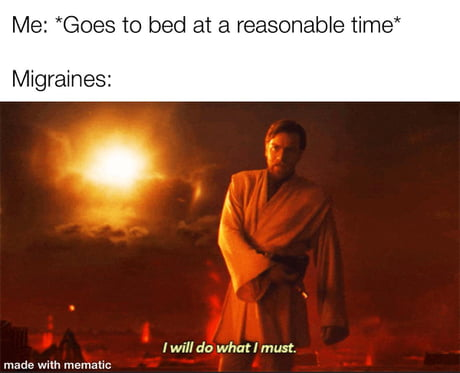 Me: *Goes to bed at a reasonable time*
Migraines:
I will do what I must.
made with mematic